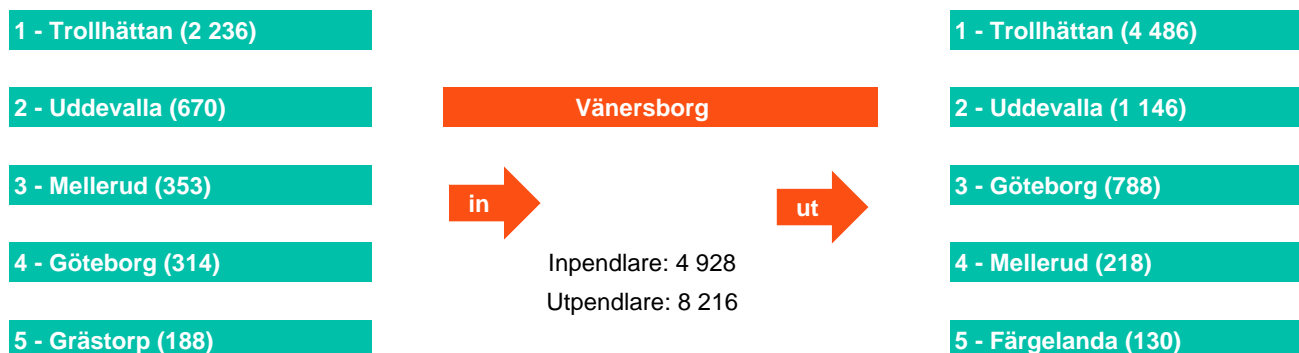 1 - Trollhättan (2 236)
2 - Uddevalla (670)
3 - Mellerud (353)
4 - Göteborg (314)
5 - Grästorp (188)
Vänersborg
in
ut
Inpendlare: 4 928
Utpendlare: 8 216
1 - Trollhättan (4 486)
2 - Uddevalla (1 146)
3 - Göteborg (788)
4 - Mellerud (218)
5 - Färgelanda (130)